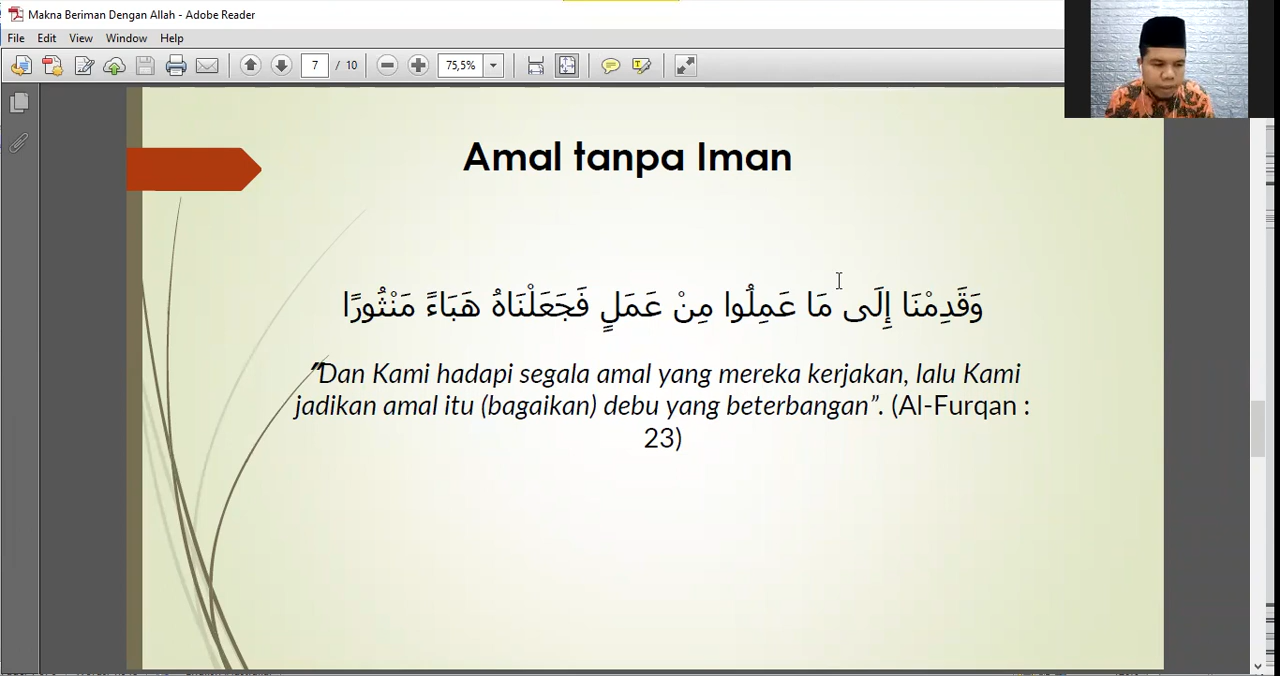 Makna Beriman Dengan Allah - Adobe Reader
File Edit View Window Help
7 / 10 75,5%
Amal tanpa Iman
وَقَدِمْنَا إِلَى مَا عَمِلُوا مِنْ عَمَلٍ فَجَعَلْنَاهُ هَبَاءً مَنْثُورًا
"Dan Kami hadapi segala amal yang mereka kerjakan, lalu Kami
jadikan amal itu (bagaikan) debu yang beterbangan”. (Al-Furqan :
23)